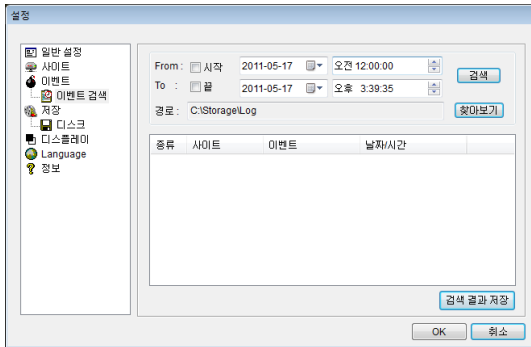 설정
일반 설정
사이트
이벤트
이벤트 검색
저장
디스크
디스플레이
Language
정보
From : 시작 2011-05-17 오전 12:00:00
To : 끝 2011-05-17 오후 3:39:35
검색
경로 : C:\Storage\Log 찾아보기
종류 사이트 이벤트 날짜/시간
검색 결과 저장
OK 취소